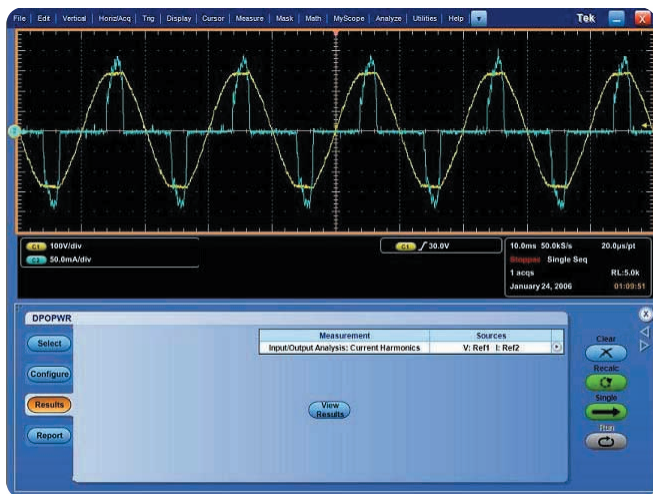 File | Edit | Vertical | Horiz/Acq | Trig | Display | Cursor | Measure | Mask | Math | MyScope | Analyze | Utilities | Help
Tek
X
C1 100V/div
C2 50.0mA/div
C1 30.0V
10.0ms 50.0kS/s 20.0µs/pt
Stopped Single Seq
1 acqs RL:5.0k
January 24, 2006 01:09:51
DPOPWR
X
Select
Configure
Results
Report
Measurement Sources
Input/Output Analysis: Current Harmonics V: Ref1 I: Ref2
View
Results
Clear
Recalc
Single
Run